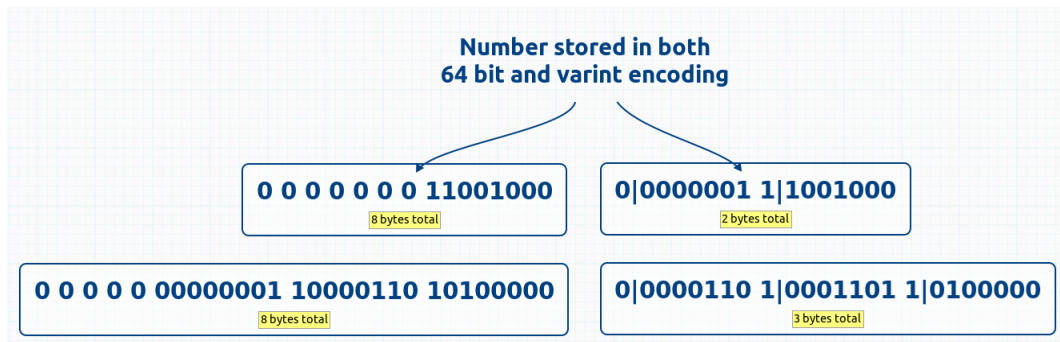 Number stored in both
64 bit and varint encoding
0 0 0 0 0 0 0 11001000
8 bytes total
0|0000001 1|1001000
2 bytes total
0 0 0 0 0 00000001 10000110 10100000
8 bytes total
0|0000110 1|0001101 1|0100000
3 bytes total